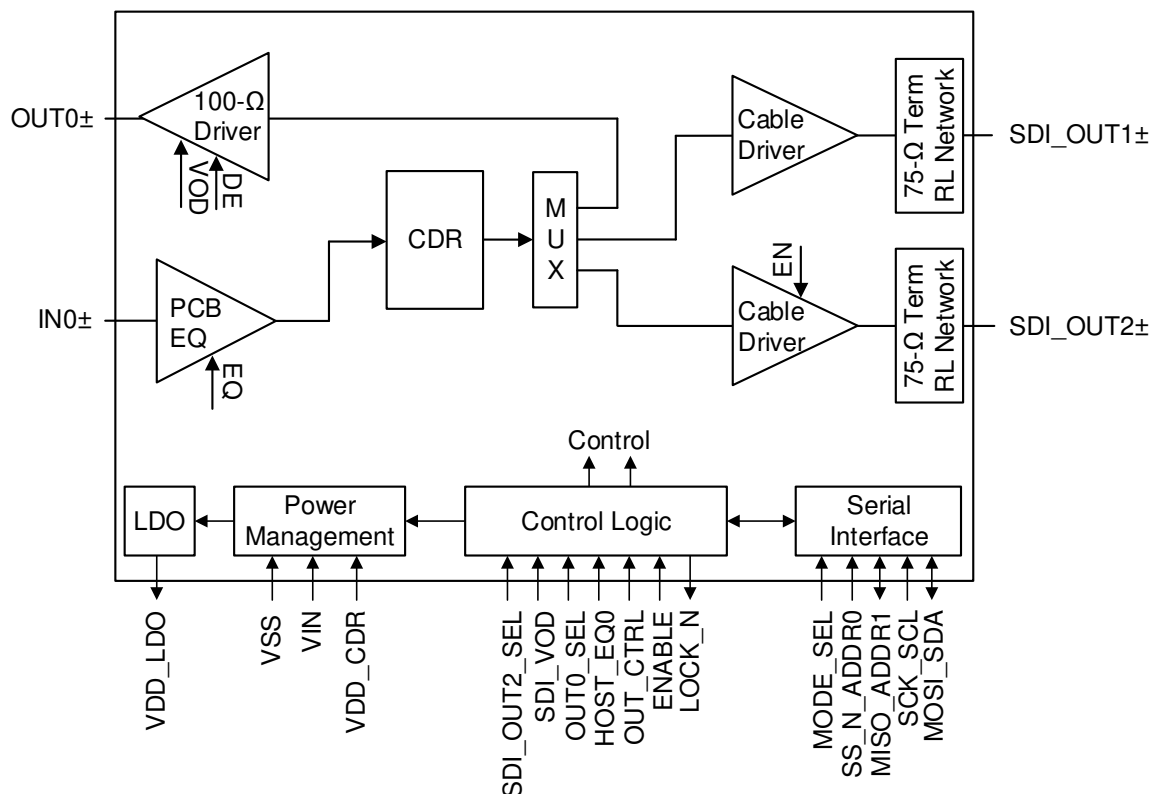 OUT0±
100-Ω
Driver
VOD
DE
Cable
Driver
75-Ω Term
RL Network
SDI_OUT1±
CDR
M
U
X
IN0±
PCB
EQ
EQ
EN
Cable
Driver
75-Ω Term
RL Network
SDI_OUT2±
Control
LDO
Power
Management
Control Logic
Serial
Interface
VDD_LDO
VSS
VIN
VDD_CDR
SDI_OUT2_SEL
SDI_VOD
OUT0_SEL
HOST_EQ0
OUT_CTRL
ENABLE
LOCK_N
MODE_SEL
SS_N_ADDR0
MISO_ADDR1
SCK_SCL
MOSI_SDA